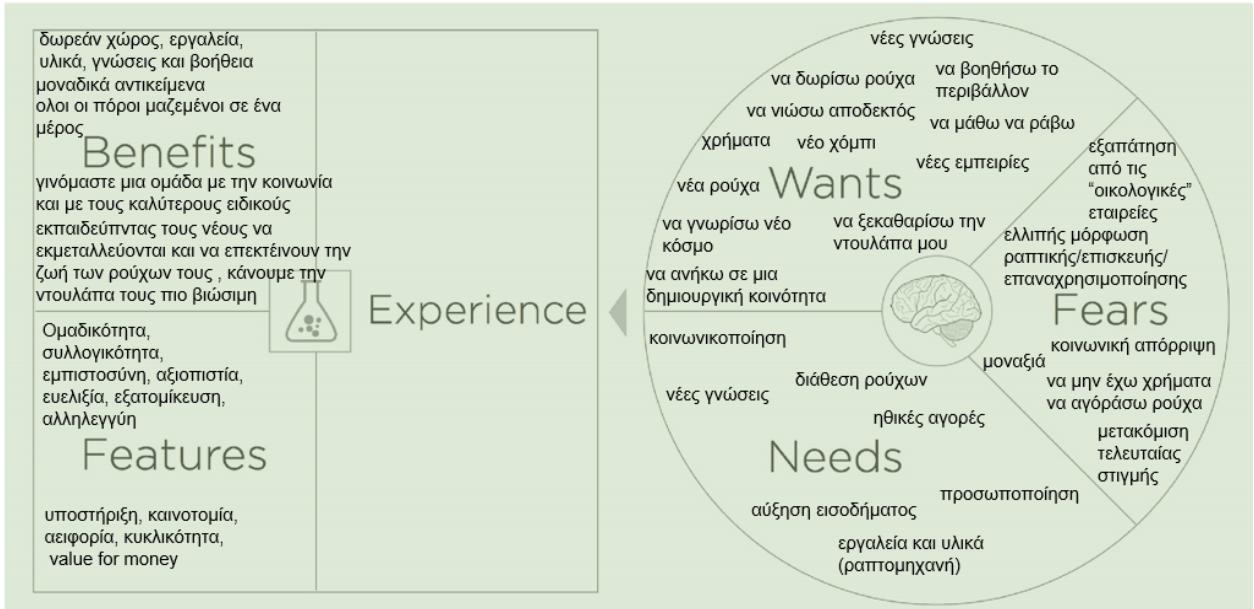 δωρεάν χώρος, εργαλεία,
υλικά, γνώσεις και βοήθεια
μοναδικά αντικείμενα
ολοι οι πόροι μαζεμένοι σε ένα
μέρος
Benefits
γινόμαστε μια ομάδα με την κοινωνία
και με τους καλύτερους ειδικούς
εκπαιδεύπντας τους νέους να
εκμεταλλεύονται και να επεκτέινουν την
ζωή των ρούχων τους , κάνουμε την
ντουλάπα τους πιο βιώσιμη
Experience
Ομαδικότητα,
συλλογικότητα,
εμπιστοσύνη, αξιοπιστία,
ευελιξία, εξατομίκευση,
αλληλεγγύη
Features
υποστήριξη, καινοτομία,
αειφορία, κυκλικότητα,
value for money
νέες γνώσεις
να δωρίσω ρούχα
να βοηθήσω το
περιβάλλον
να νιώσω αποδεκτός
να μάθω να ράβω
χρήματα
νέο χόμπι
νέες εμπειρίες
νέα ρούχα
Wants
να γνωρίσω νέο
κόσμο
να ξεκαθαρίσω την
ντουλάπα μου
να ανήκω σε μια
δημιουργική κοινότητα
εξαπάτηση
από τις
“οικολογικές”
εταιρείες
ελλιπής μόρφωση
ραπτικής/επισκευής/
επαναχρησιμοποίησης
Fears
κοινωνική απόρριψη
μοναξιά
να μην έχω χρήματα
να αγόράσω ρούχα
μετακόμιση
τελευταίας
στιγμής
κοινωνικοποίηση
διάθεση ρούχων
νέες γνώσεις
ηθικές αγορές
Needs
προσωποποίηση
αύξηση εισοδήματος
εργαλεία και υλικά
(ραπτομηχανή)